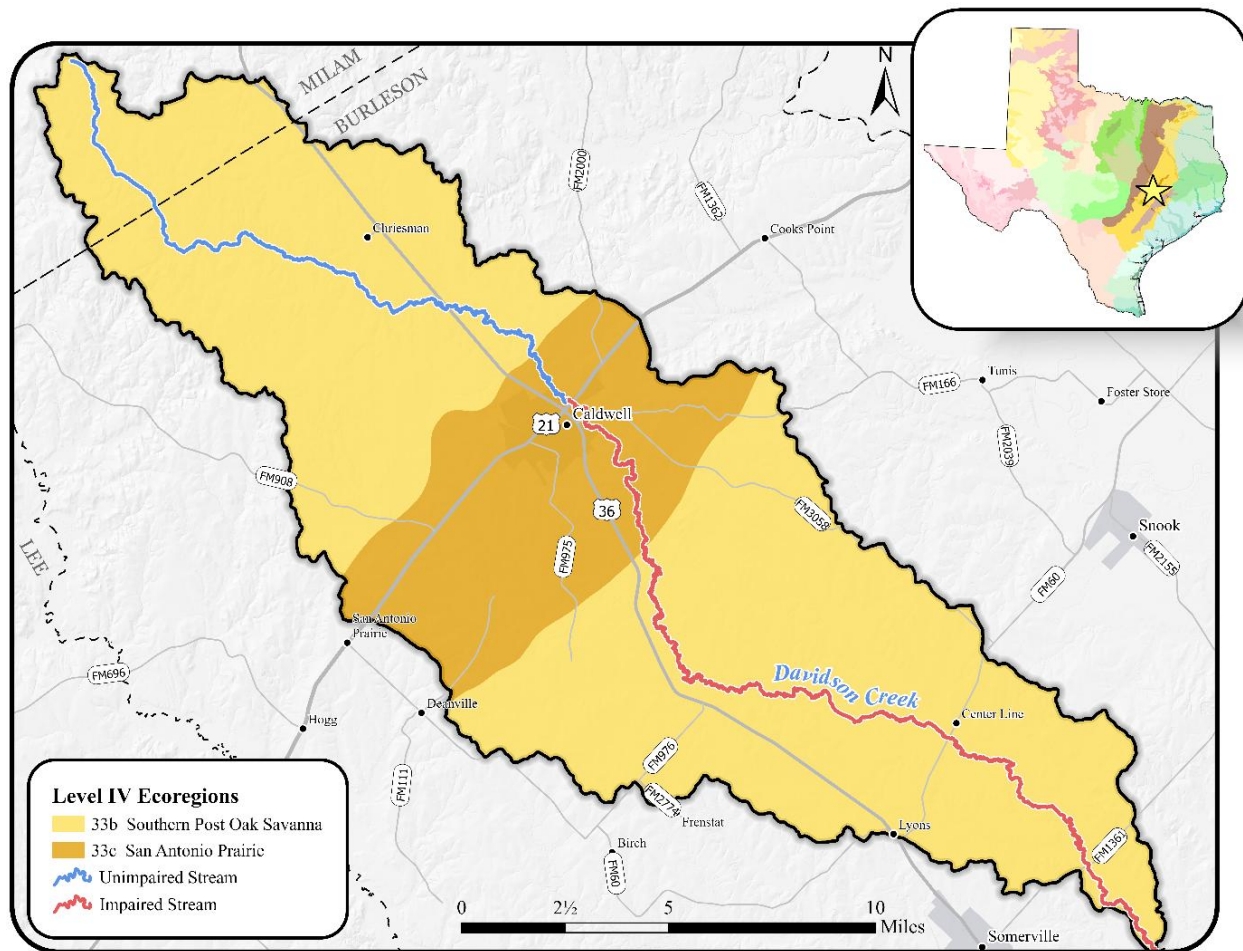 MILAM
BURLESON
N
FM2000
FM1362
Chriesman
Cooks Point
Tunis
FM166
Foster Store
Caldwell
21
FM2039
FM908
36
FM3058
Snook
LEE
FM975
FM2155
FM60
San Antonio
Prairie
FM696
Davidson Creek
Deanville
Hogg
Center Line
FM976
FM111
FM2774
Frenstat
Lyons
FM1361
Birch
FM60
Level IV Ecoregions
33b Southern Post Oak Savanna
33c San Antonio Prairie
Unimpaired Stream
Impaired Stream
0 2½ 5 10
Miles
Somerville